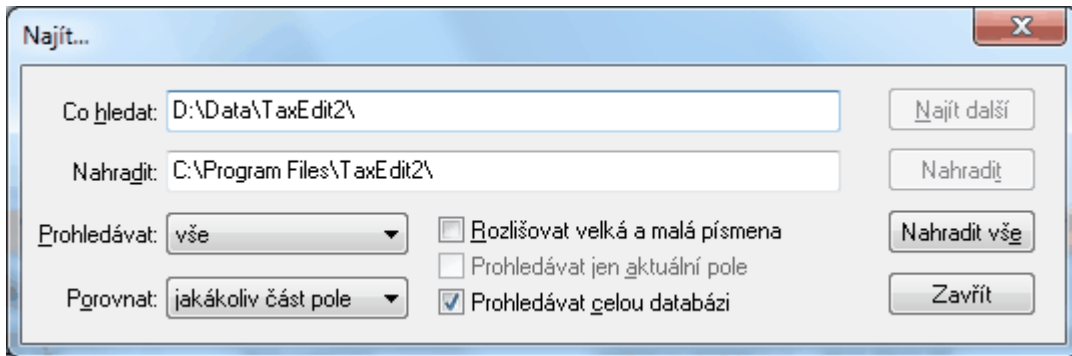 Najít...
Co hledat: D:\Data\TaxEdit2\ Najít další
Nahradit: C:\Program Files\TaxEdit2\ Nahradit
Prohledávat: vše Rozlišovat velká a malá písmena Nahradit vše
Prohledávat jen aktuální pole
Porovnat: jakákoliv část pole Prohledávat celou databázi Zavřít